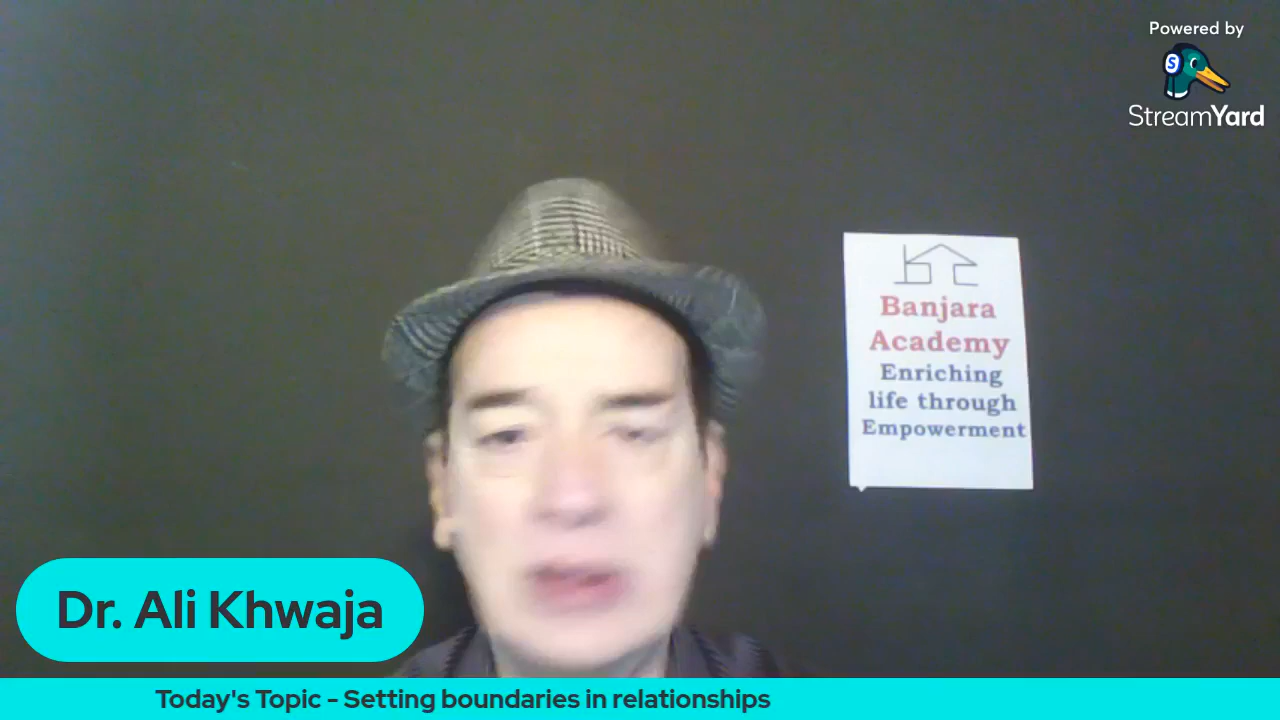 Powered by
StreamYard
Banjara
Academy
Enriching
life through
Empowerment
Dr. Ali Khwaja
Today's Topic - Setting boundaries in relationships